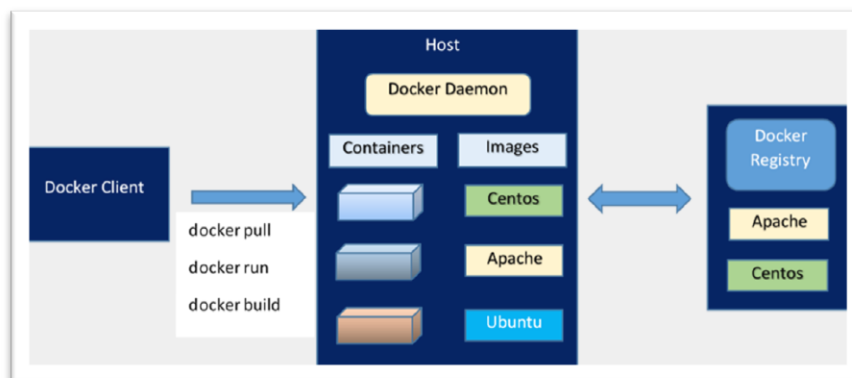 Host
Docker Daemon
Containers
Images
Docker Client
docker pull
docker run
docker build
Centos
Apache
Ubuntu
Docker
Registry
Apache
Centos